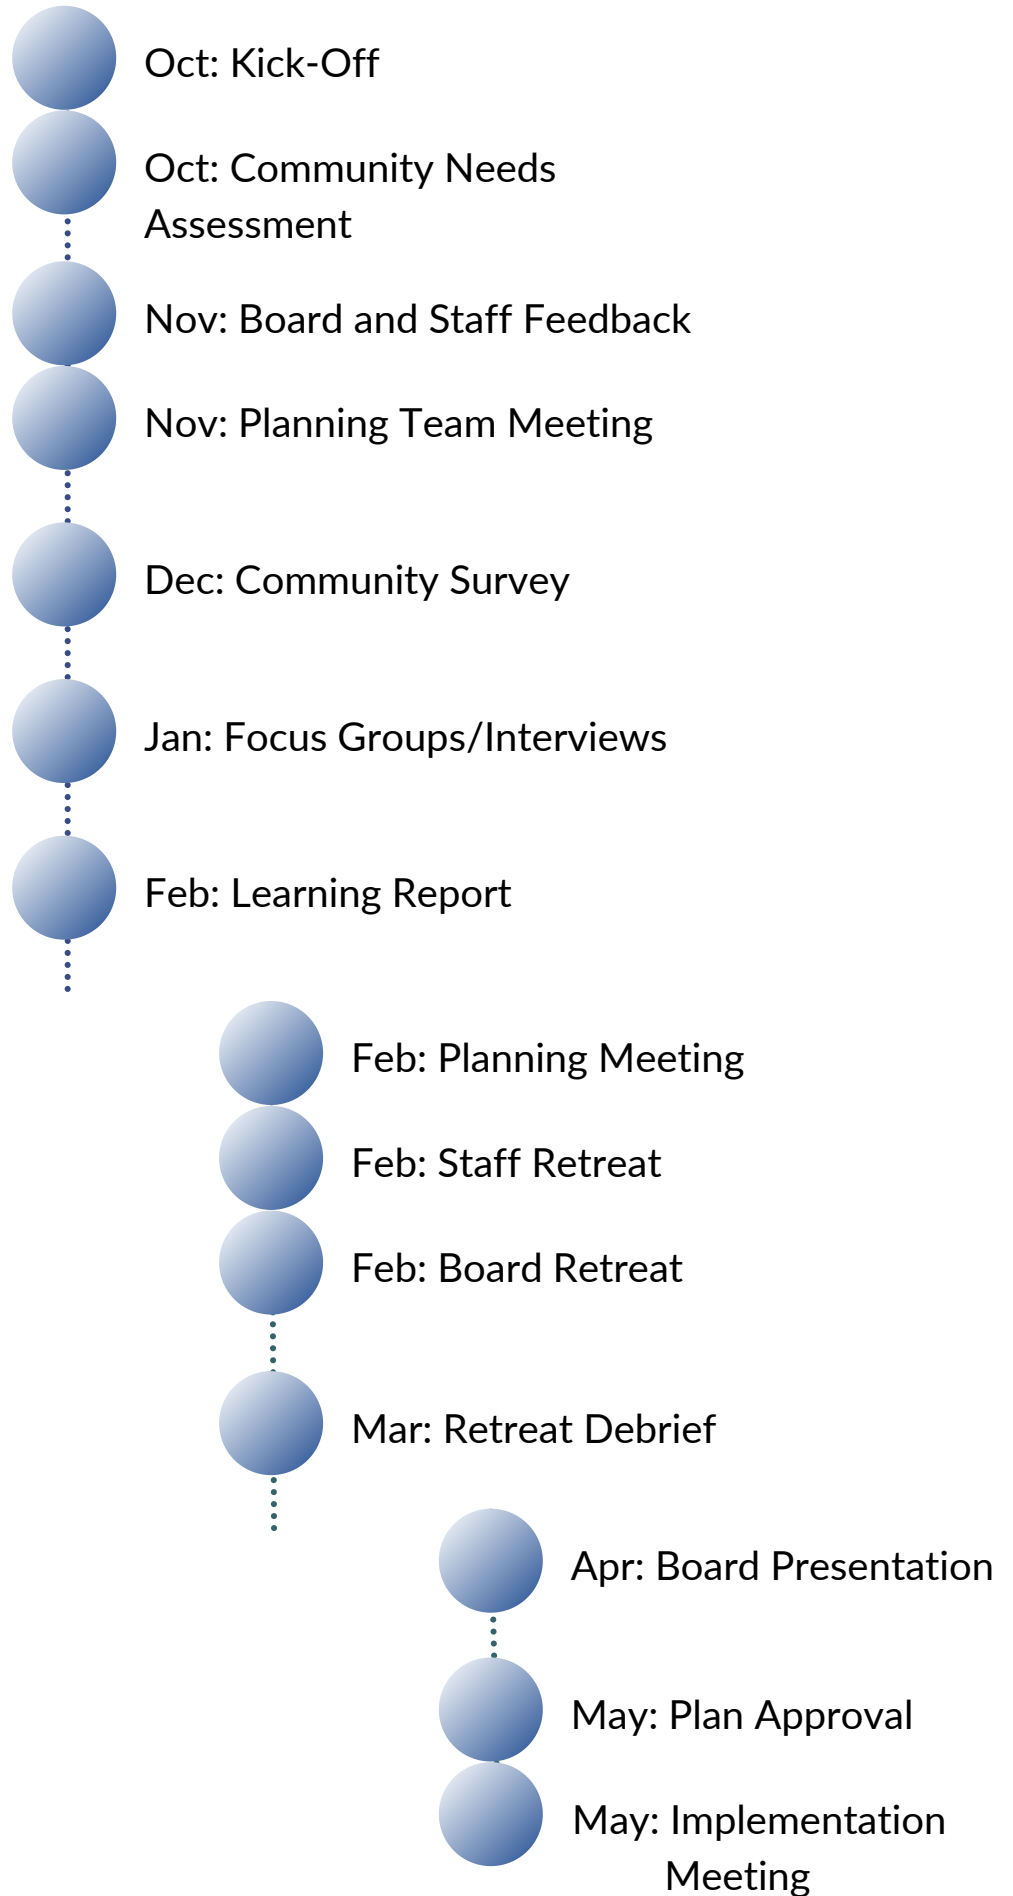 Oct: Kick-Off
Oct: Community Needs
Assessment
Nov: Board and Staff Feedback
Nov: Planning Team Meeting
Dec: Community Survey
Jan: Focus Groups/Interviews
Feb: Learning Report
Feb: Planning Meeting
Feb: Staff Retreat
Feb: Board Retreat
Mar: Retreat Debrief
Apr: Board Presentation
May: Plan Approval
May: Implementation
Meeting